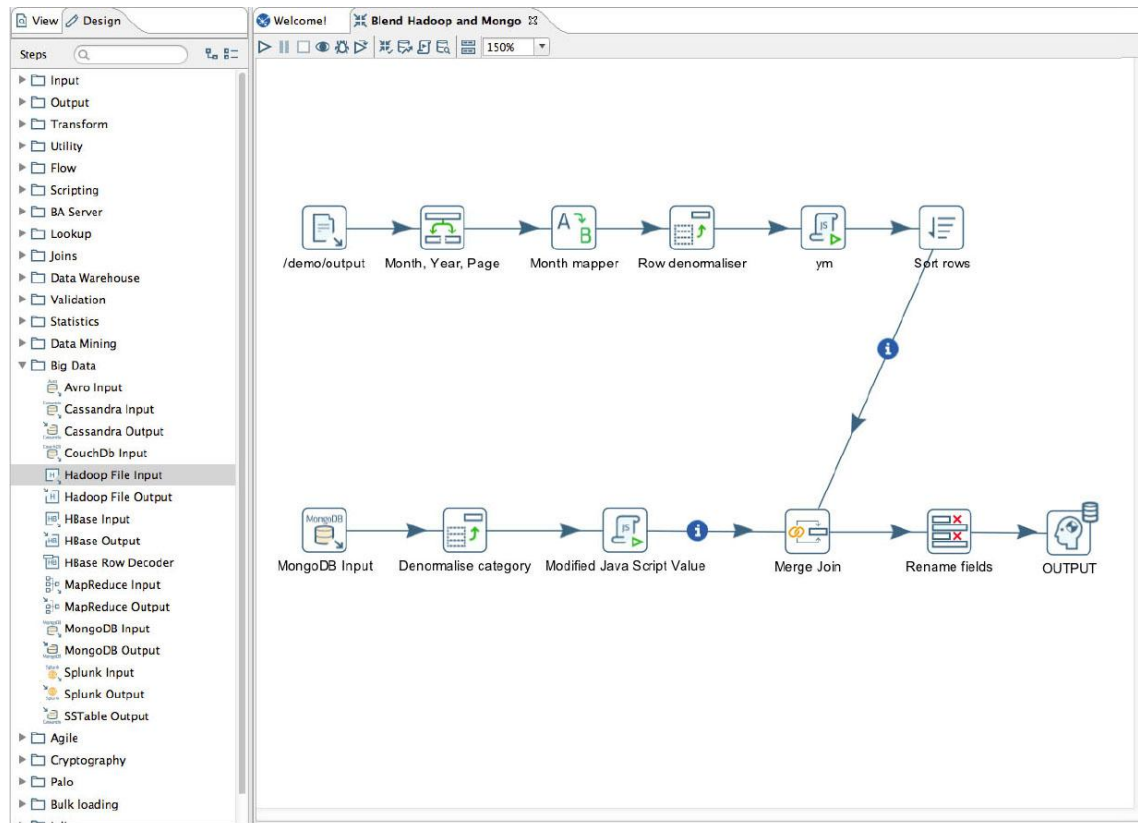 View
Design
Welcome!
Blend Hadoop and Mongo
Steps
150%
Input
Output
Transform
Utility
Flow
Scripting
BA Server
Lookup
Joins
Data Warehouse
Validation
Statistics
Data Mining
Big Data
Avro Input
Cassandra Input
Cassandra Output
CouchDb Input
Hadoop File Input
Hadoop File Output
HBase Input
HBase Output
HBase Row Decoder
MapReduce Input
MapReduce Output
MongoDB Input
MongoDB Output
Splunk Input
Splunk Output
SSTable Output
Agile
Cryptography
Palo
Bulk loading
A
B
JS
/demo/output
Month, Year, Page
Month mapper
Row denormaliser
ym
Sort rows
MongoDB
JS
MongoDB Input
Denormalise category
Modified Java Script Value
Merge Join
Rename fields
OUTPUT